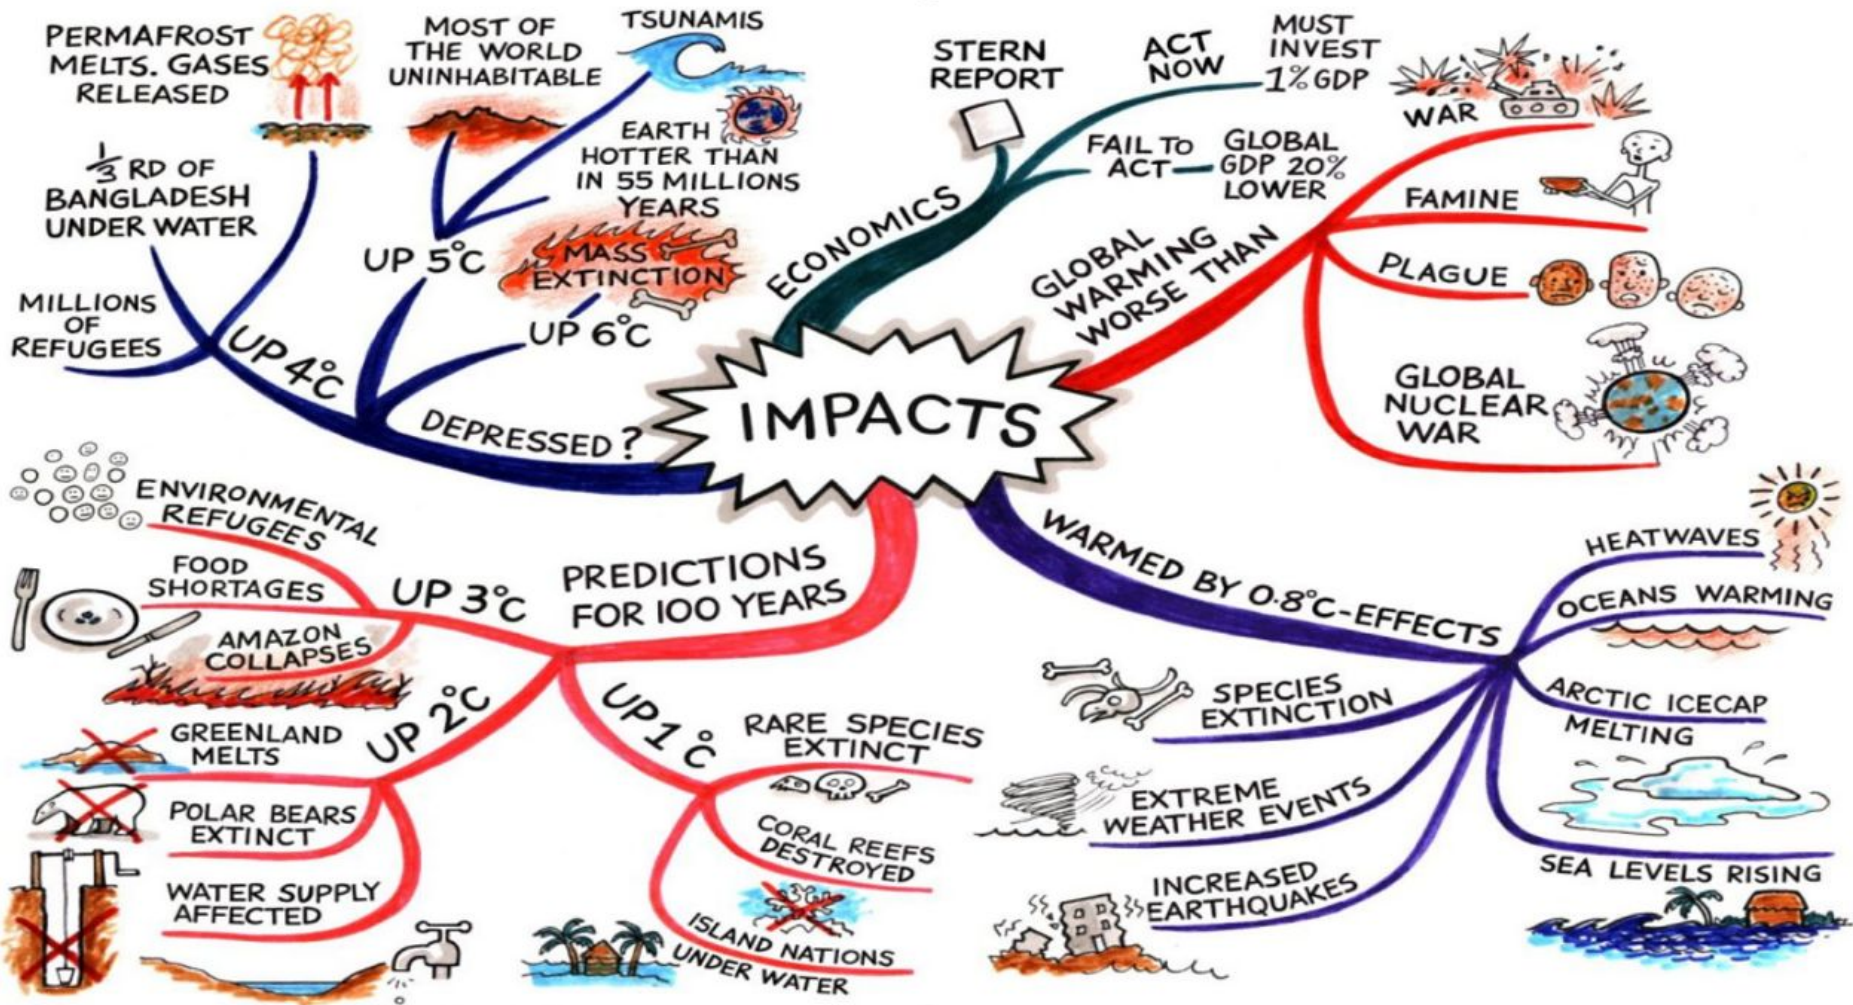 IMPACTS
ECONOMICS
STERN
REPORT
ACT
NOW
MUST
INVEST
1% GDP
FAIL TO
ACT
GLOBAL
GDP 20%
LOWER
GLOBAL
WARMING
WORSE THAN
WAR
FAMINE
PLAGUE
GLOBAL
NUCLEAR
WAR
WARMED BY 0.8°C-EFFECTS
HEATWAVES
OCEANS WARMING
ARCTIC ICECAP
MELTING
SEA LEVELS RISING
INCREASED
EARTHQUAKES
EXTREME
WEATHER EVENTS
SPECIES
EXTINCTION
PREDICTIONS
FOR 100 YEARS
UP 1°C
RARE SPECIES
EXTINCT
CORAL REEFS
DESTROYED
ISLAND NATIONS
UNDER WATER
UP 2°C
GREENLAND
MELTS
POLAR BEARS
EXTINCT
WATER SUPPLY
AFFECTED
UP 3°C
ENVIRONMENTAL
REFUGEES
FOOD
SHORTAGES
AMAZON
COLLAPSES
DEPRESSED?
UP 4°C
MILLIONS
OF
REFUGEES
1/3 RD OF
BANGLADESH
UNDER WATER
PERMAFROST
MELTS. GASES
RELEASED
UP 5°C
MOST OF
THE WORLD
UNINHABITABLE
TSUNAMIS
EARTH
HOTTER THAN
IN 55 MILLIONS
YEARS
UP 6°C
MASS
EXTINCTION